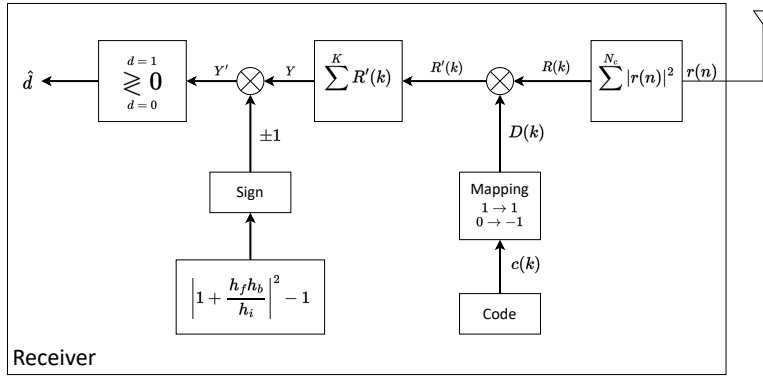 d = 1
≷ 0
d = 0
d̂
Y′
Y
∑^K R′(k)
R′(k)
R(k)
∑^{N_c} |r(n)|²
r(n)
±1
D(k)
Sign
Mapping
1 → 1
0 → −1
|1 + h_f h_b / h_i|² − 1
c(k)
Code
Receiver